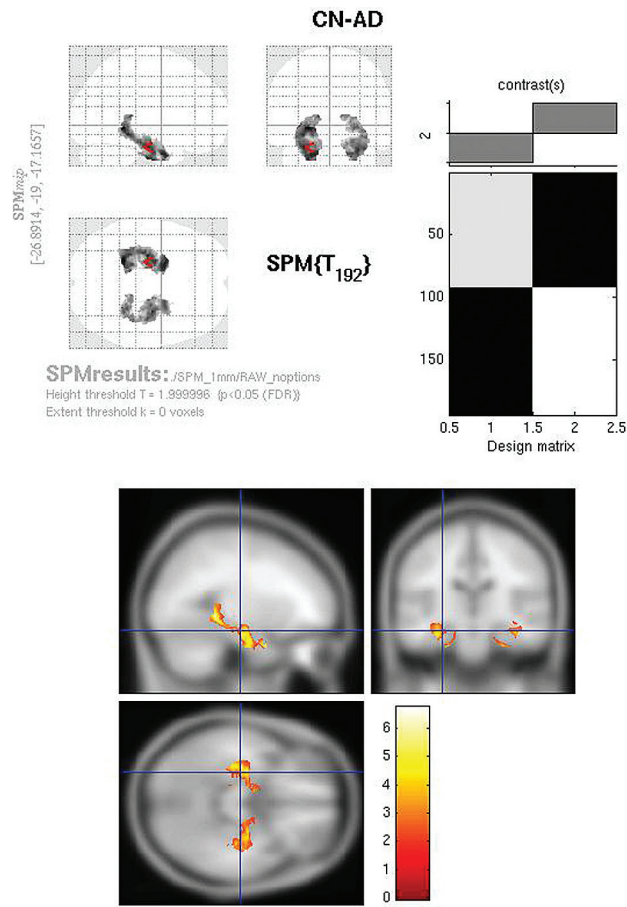 CN-AD
SPMmip
[-26.8914, -19, -17.1657]
SPM{T192}
SPMresults: ./SPM_1mm/RAW_noptions
Height threshold T = 1.999996 {p<0.05 (FDR)}
Extent threshold k = 0 voxels
contrast(s)
2
50
100
150
0.5 1 1.5 2 2.5
Design matrix
6
5
4
3
2
1
0